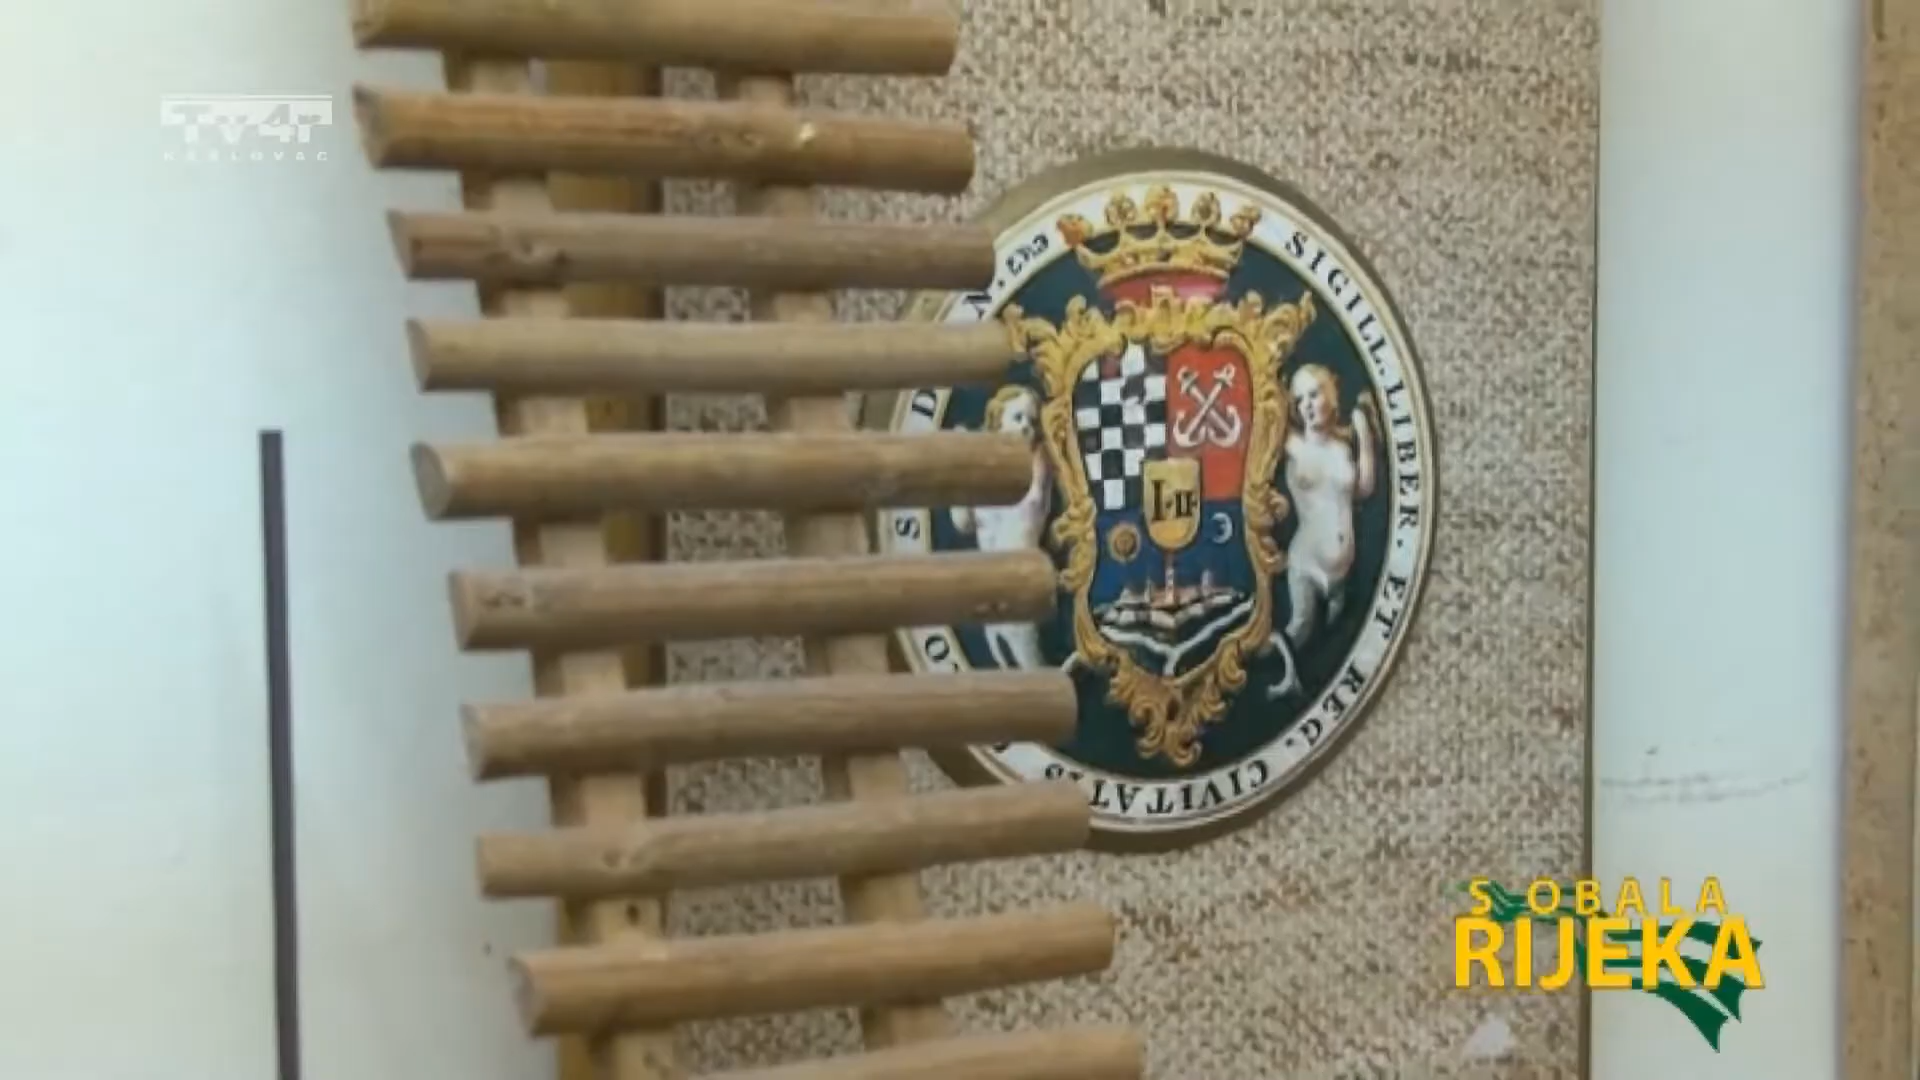 Tv4r
KARLOVAC
SIGILL. LIBER. ET REG. CIVITATIS
I·II·
S OBALA
RIJEKA